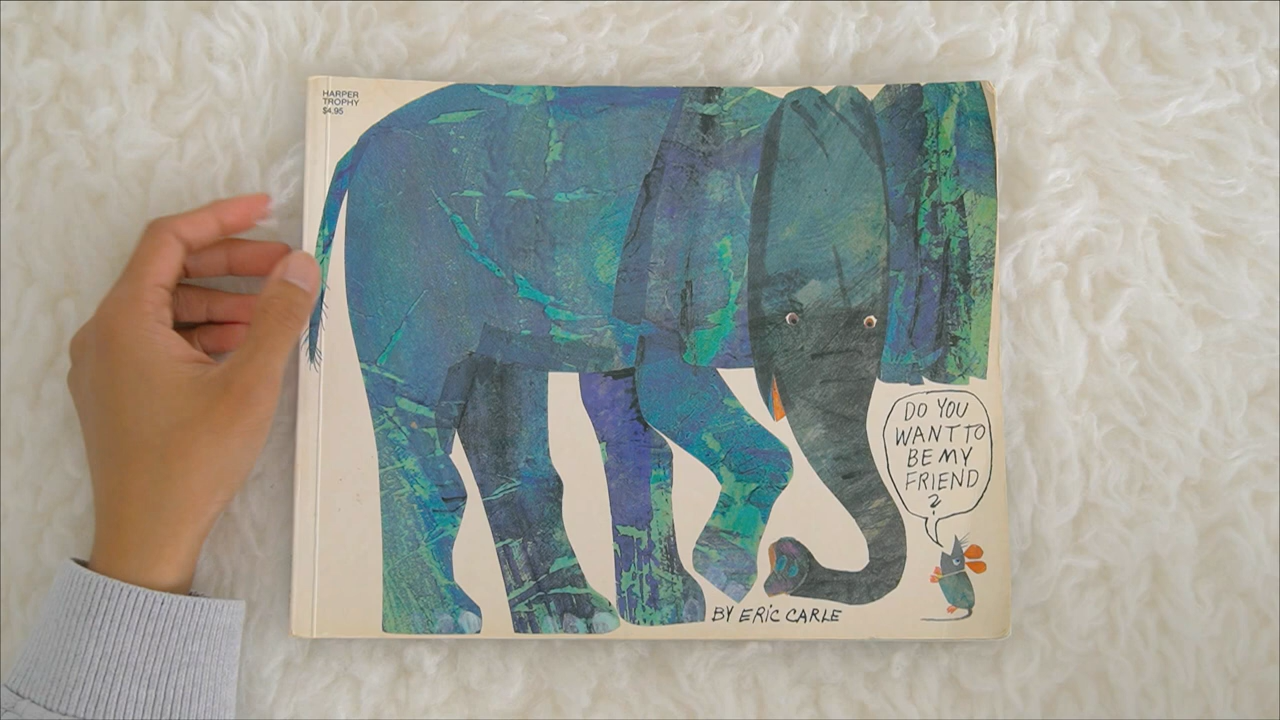 HARPER
TROPHY
$4.95
DO YOU
WANT TO
BE MY
FRIEND
?
BY ERIC CARLE